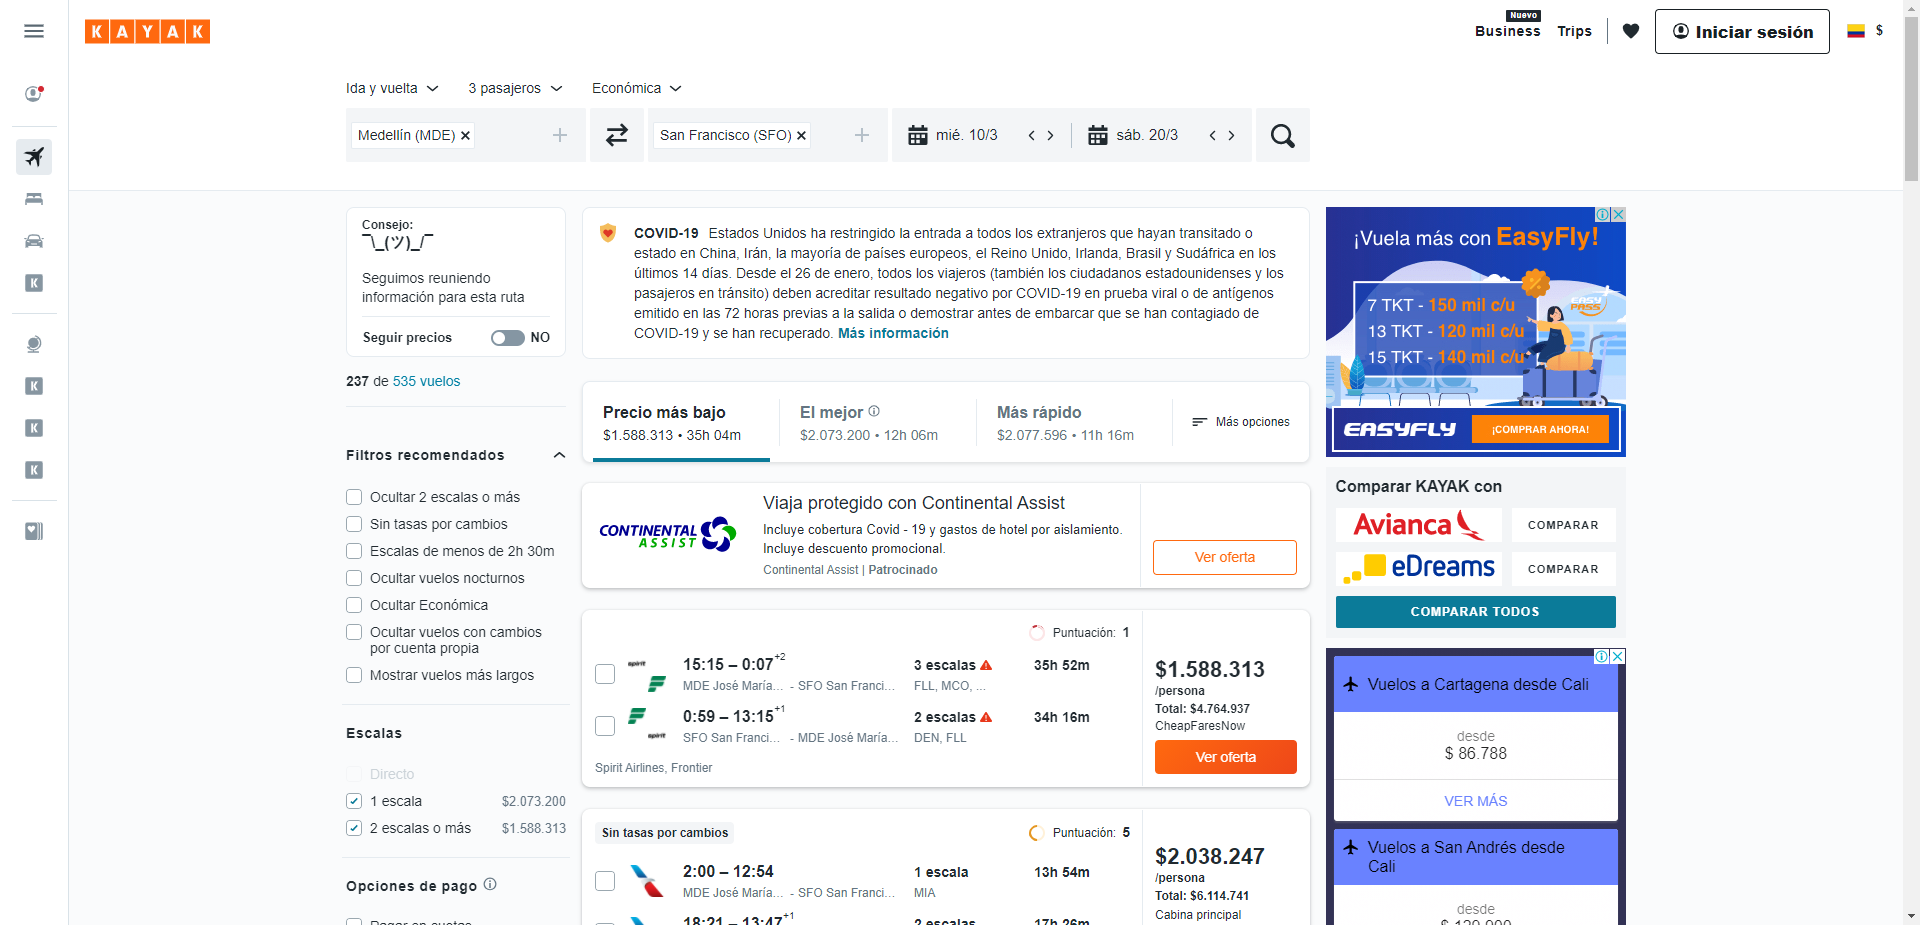 KAYAK
Nuevo
Business
Trips
Iniciar sesión
$
Ida y vuelta
3 pasajeros
Económica
Medellín (MDE)
San Francisco (SFO)
mié. 10/3
sáb. 20/3
Consejo:
¯\_(ツ)_/¯
Seguimos reuniendo
información para esta ruta
Seguir precios
NO
237 de 535 vuelos
Filtros recomendados
Ocultar 2 escalas o más
Sin tasas por cambios
Escalas de menos de 2h 30m
Ocultar vuelos nocturnos
Ocultar Económica
Ocultar vuelos con cambios
por cuenta propia
Mostrar vuelos más largos
Escalas
Directo
1 escala $2.073.200
2 escalas o más $1.588.313
Opciones de pago
Pagar en cuotas
COVID-19 Estados Unidos ha restringido la entrada a todos los extranjeros que hayan transitado o
estado en China, Irán, la mayoría de países europeos, el Reino Unido, Irlanda, Brasil y Sudáfrica en los
últimos 14 días. Desde el 26 de enero, todos los viajeros (también los ciudadanos estadounidenses y los
pasajeros en tránsito) deben acreditar resultado negativo por COVID-19 en prueba viral o de antígenos
emitido en las 72 horas previas a la salida o demostrar antes de embarcar que se han contagiado de
COVID-19 y se han recuperado. Más información
Precio más bajo
$1.588.313 • 35h 04m
El mejor
$2.073.200 • 12h 06m
Más rápido
$2.077.596 • 11h 16m
Más opciones
CONTINENTAL
ASSIST
Viaja protegido con Continental Assist
Incluye cobertura Covid - 19 y gastos de hotel por aislamiento.
Incluye descuento promocional.
Continental Assist | Patrocinado
Ver oferta
Puntuación: 1
spirit
15:15 – 0:07+2
3 escalas
35h 52m
MDE José María... - SFO San Franci...
FLL, MCO, ...
0:59 – 13:15+1
2 escalas
34h 16m
spirit
SFO San Franci... - MDE José María...
DEN, FLL
Spirit Airlines, Frontier
$1.588.313
/persona
Total: $4.764.937
CheapFaresNow
Ver oferta
Sin tasas por cambios
Puntuación: 5
2:00 – 12:54
1 escala
13h 54m
MDE José María... - SFO San Franci...
MIA
18:21 – 13:47+1
2 escalas
17h 26m
$2.038.247
/persona
Total: $6.114.741
Cabina principal
¡Vuela más con EasyFly!
7 TKT - 150 mil c/u
13 TKT - 120 mil c/u
15 TKT - 140 mil c/u
EASY
PASS
EASYFLY
¡COMPRAR AHORA!
Comparar KAYAK con
Avianca
COMPARAR
eDreams
COMPARAR
COMPARAR TODOS
Vuelos a Cartagena desde Cali
desde
$ 86.788
VER MÁS
Vuelos a San Andrés desde
Cali
desde
$ 129.900
K
K
K
K